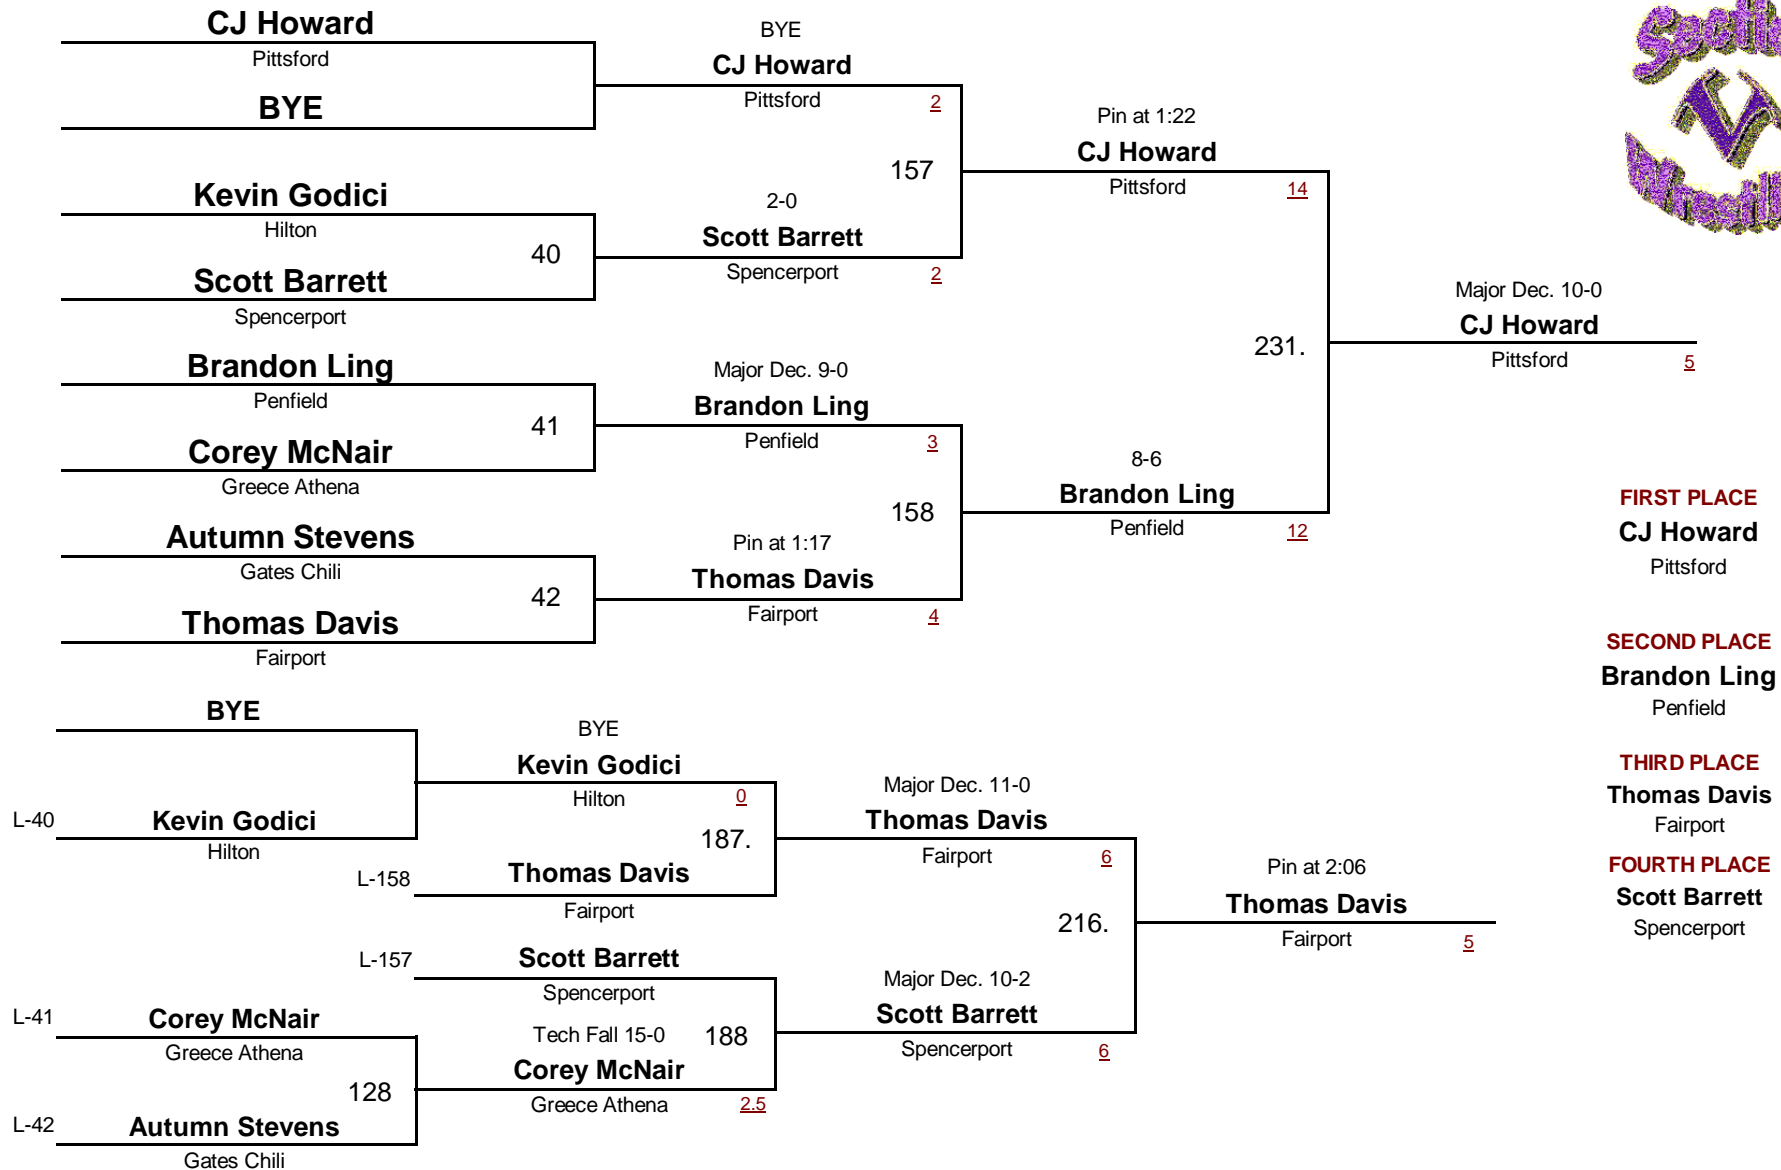 CJ Howard
Pittsford
BYE
Kevin Godici
Hilton
40
Scott Barrett
Spencerport
Brandon Ling
Penfield
41
Corey McNair
Greece Athena
Autumn Stevens
Gates Chili
42
Thomas Davis
Fairport
BYE
CJ Howard
Pittsford
2
157
2-0
Scott Barrett
Spencerport
2
Major Dec. 9-0
Brandon Ling
Penfield
3
158
Pin at 1:17
Thomas Davis
Fairport
4
Pin at 1:22
CJ Howard
Pittsford
14
231.
8-6
Brandon Ling
Penfield
12
Major Dec. 10-0
CJ Howard
Pittsford
5
FIRST PLACE
CJ Howard
Pittsford
SECOND PLACE
Brandon Ling
Penfield
THIRD PLACE
Thomas Davis
Fairport
FOURTH PLACE
Scott Barrett
Spencerport
BYE
L-40
Kevin Godici
Hilton
BYE
Kevin Godici
Hilton
0
187.
L-158
Thomas Davis
Fairport
L-157
Scott Barrett
Spencerport
L-41
Corey McNair
Greece Athena
128
L-42
Autumn Stevens
Gates Chili
Tech Fall 15-0
188
Corey McNair
Greece Athena
2.5
Major Dec. 11-0
Thomas Davis
Fairport
6
216.
Major Dec. 10-2
Scott Barrett
Spencerport
6
Pin at 2:06
Thomas Davis
Fairport
5